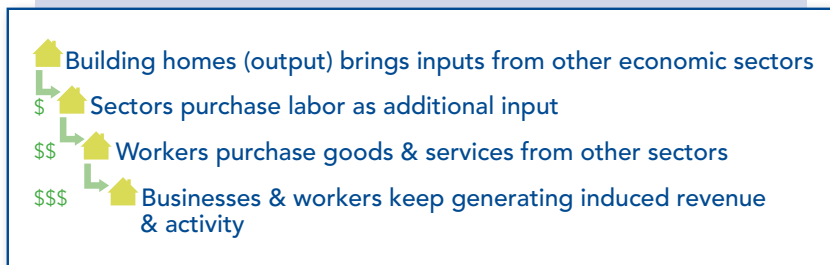 Building homes (output) brings inputs from other economic sectors
$ Sectors purchase labor as additional input
$$ Workers purchase goods & services from other sectors
$$$ Businesses & workers keep generating induced revenue
& activity